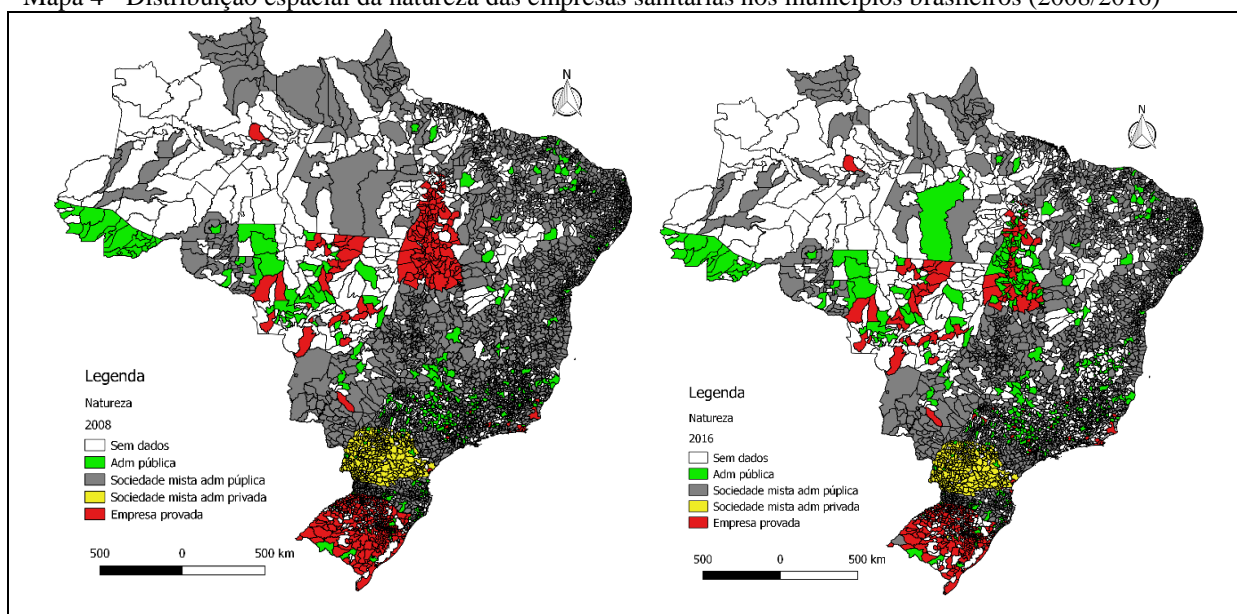 Mapa 4 - Distribuição espacial da natureza das empresas sanitárias nos municípios brasileiros (2008/2016)
N
Legenda
Natureza
2008
Sem dados
Adm pública
Sociedade mista adm púplica
Sociedade mista adm privada
Empresa provada
500 0 500 km
N
Legenda
Natureza
2016
Sem dados
Adm pública
Sociedade mista adm púplica
Sociedade mista adm privada
Empresa provada
500 0 500 km